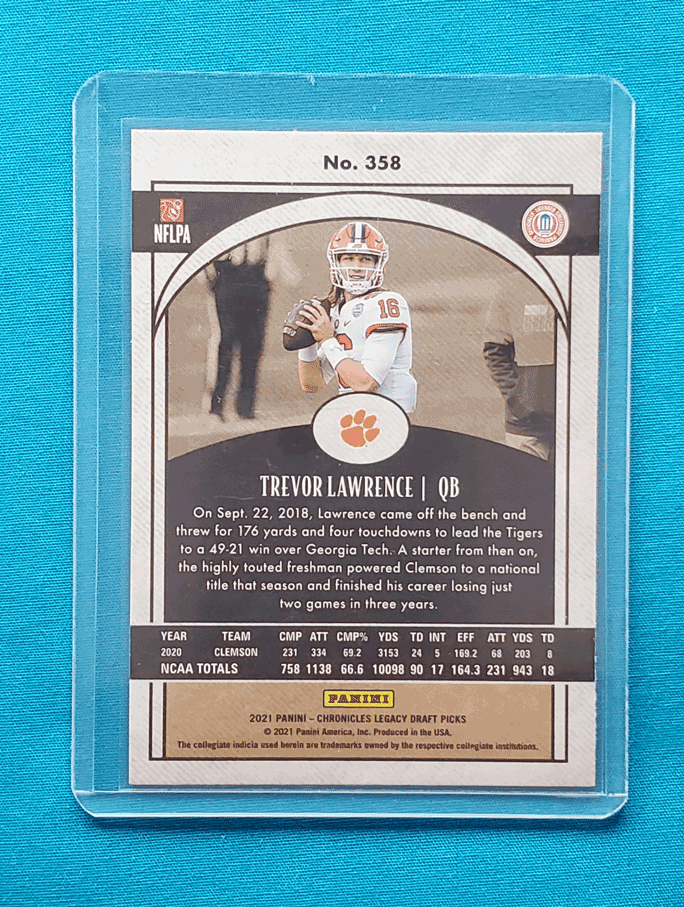 No. 358
NFLPA
16
TREVOR LAWRENCE | QB
On Sept. 22, 2018, Lawrence came off the bench and
threw for 176 yards and four touchdowns to lead the Tigers
to a 49-21 win over Georgia Tech. A starter from then on,
the highly touted freshman powered Clemson to a national
title that season and finished his career losing just
two games in three years.
YEAR TEAM CMP ATT CMP% YDS TD INT EFF ATT YDS TD
2020 CLEMSON 231 334 69.2 3153 24 5 169.2 68 203 8
NCAA TOTALS 758 1138 66.6 10098 90 17 164.3 231 943 18
PANINI
2021 PANINI – CHRONICLES LEGACY DRAFT PICKS
© 2021 Panini America, Inc. Produced in the USA.
The collegiate indicia used herein are trademarks owned by the respective collegiate institutions.